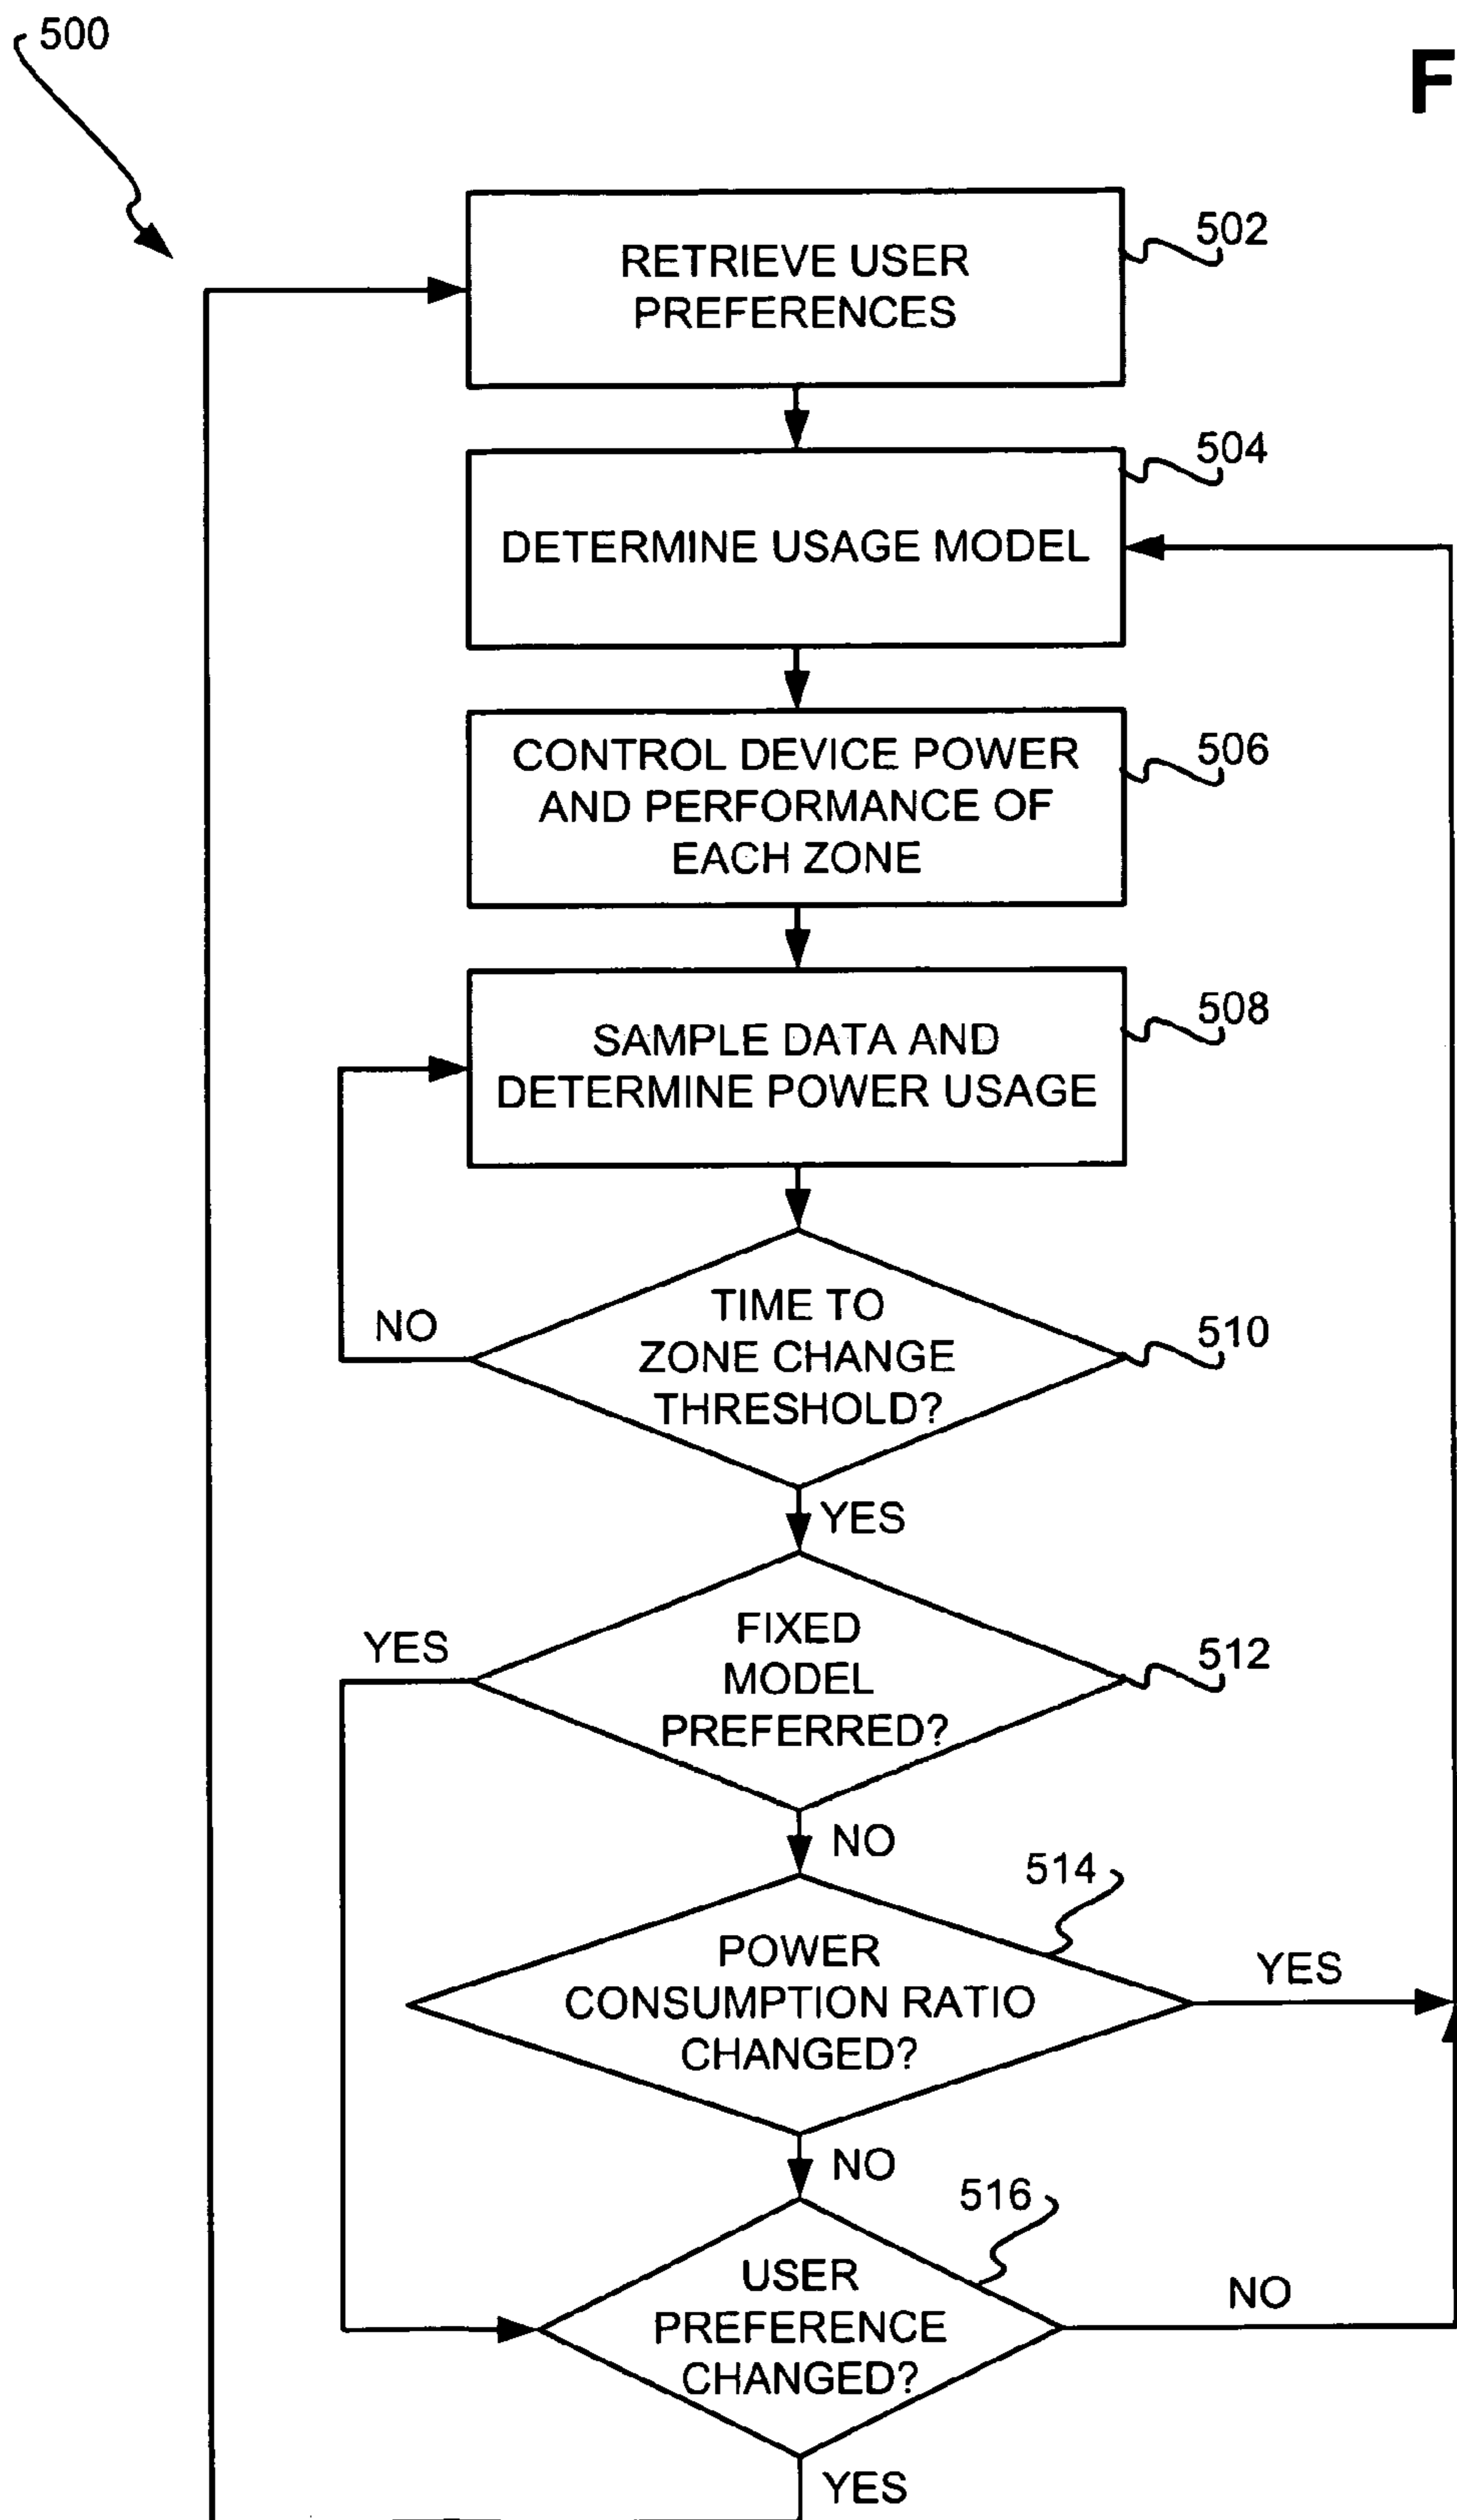 500
F
RETRIEVE USER
PREFERENCES
502
DETERMINE USAGE MODEL
504
CONTROL DEVICE POWER
AND PERFORMANCE OF
EACH ZONE
506
SAMPLE DATA AND
DETERMINE POWER USAGE
508
TIME TO
ZONE CHANGE
THRESHOLD?
510
NO
YES
FIXED
MODEL
PREFERRED?
512
YES
NO
POWER
CONSUMPTION RATIO
CHANGED?
514
YES
NO
USER
PREFERENCE
CHANGED?
516
NO
YES